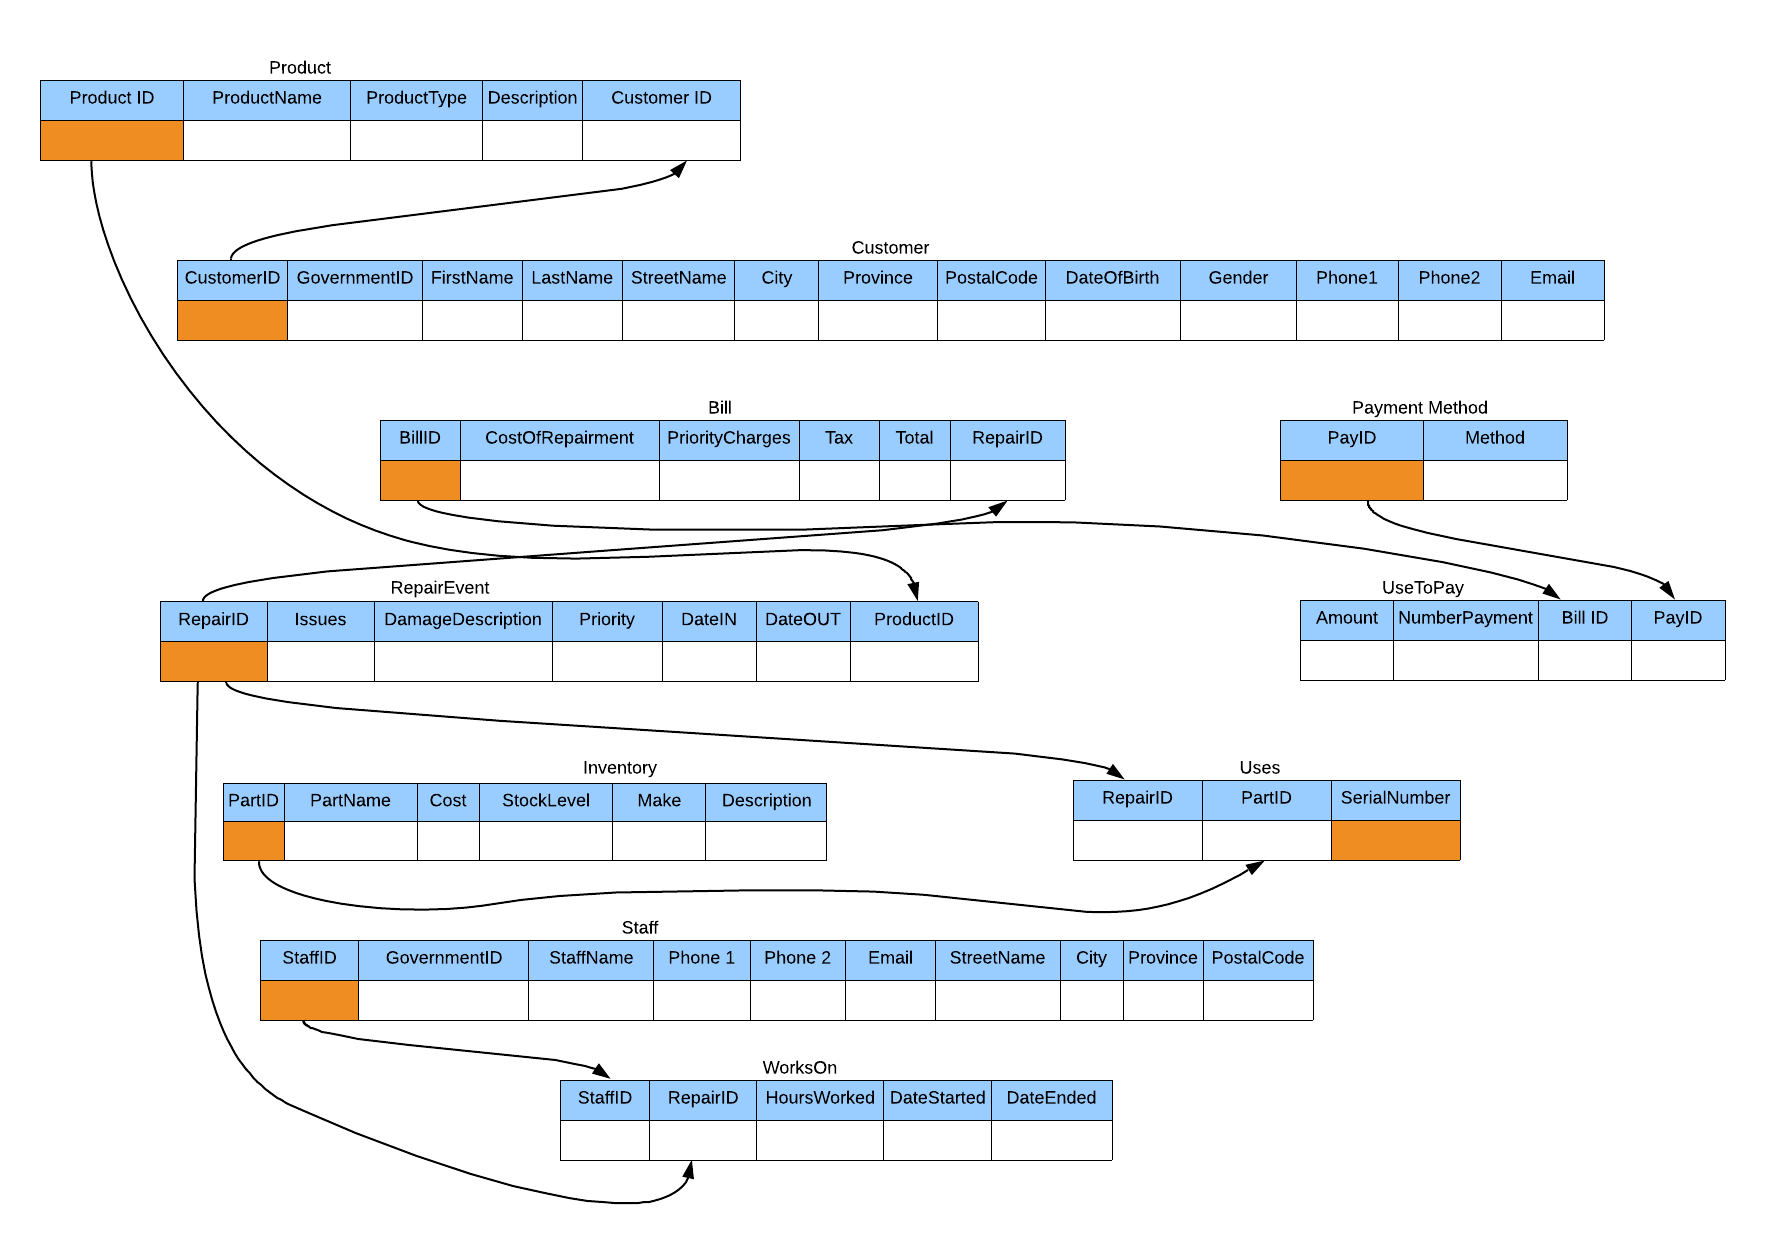 Product
Product ID ProductName ProductType Description Customer ID
Customer
CustomerID GovernmentID FirstName LastName StreetName City Province PostalCode DateOfBirth Gender Phone1 Phone2 Email
Bill
BillID CostOfRepairment PriorityCharges Tax Total RepairID
Payment Method
PayID Method
RepairEvent
RepairID Issues DamageDescription Priority DateIN DateOUT ProductID
UseToPay
Amount NumberPayment Bill ID PayID
Inventory
PartID PartName Cost StockLevel Make Description
Uses
RepairID PartID SerialNumber
Staff
StaffID GovernmentID StaffName Phone 1 Phone 2 Email StreetName City Province PostalCode
WorksOn
StaffID RepairID HoursWorked DateStarted DateEnded